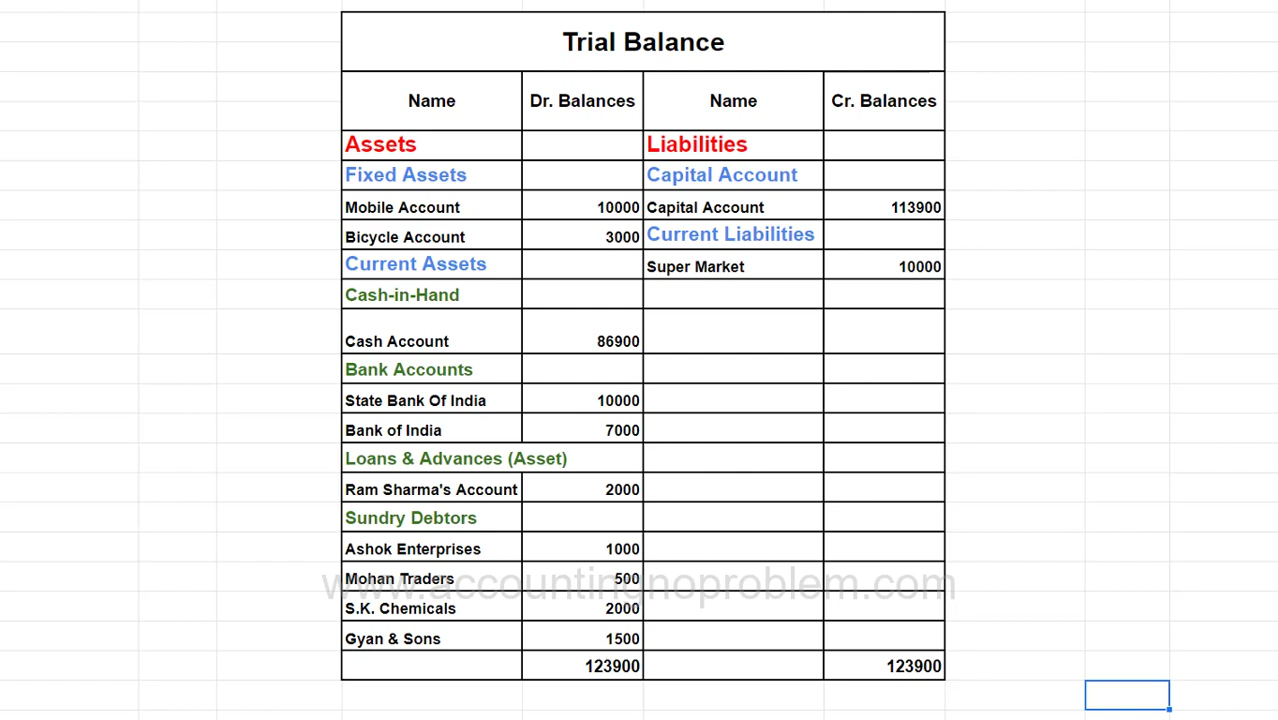 Trial Balance
Name Dr. Balances Name Cr. Balances
Assets Liabilities
Fixed Assets Capital Account
Mobile Account 10000 Capital Account 113900
Bicycle Account 3000 Current Liabilities
Current Assets Super Market 10000
Cash-in-Hand
Cash Account 86900
Bank Accounts
State Bank Of India 10000
Bank of India 7000
Loans & Advances (Asset)
Ram Sharma's Account 2000
Sundry Debtors
Ashok Enterprises 1000
Mohan Traders 500
www.accountingnoproblem.com
S.K. Chemicals 2000
Gyan & Sons 1500
123900 123900